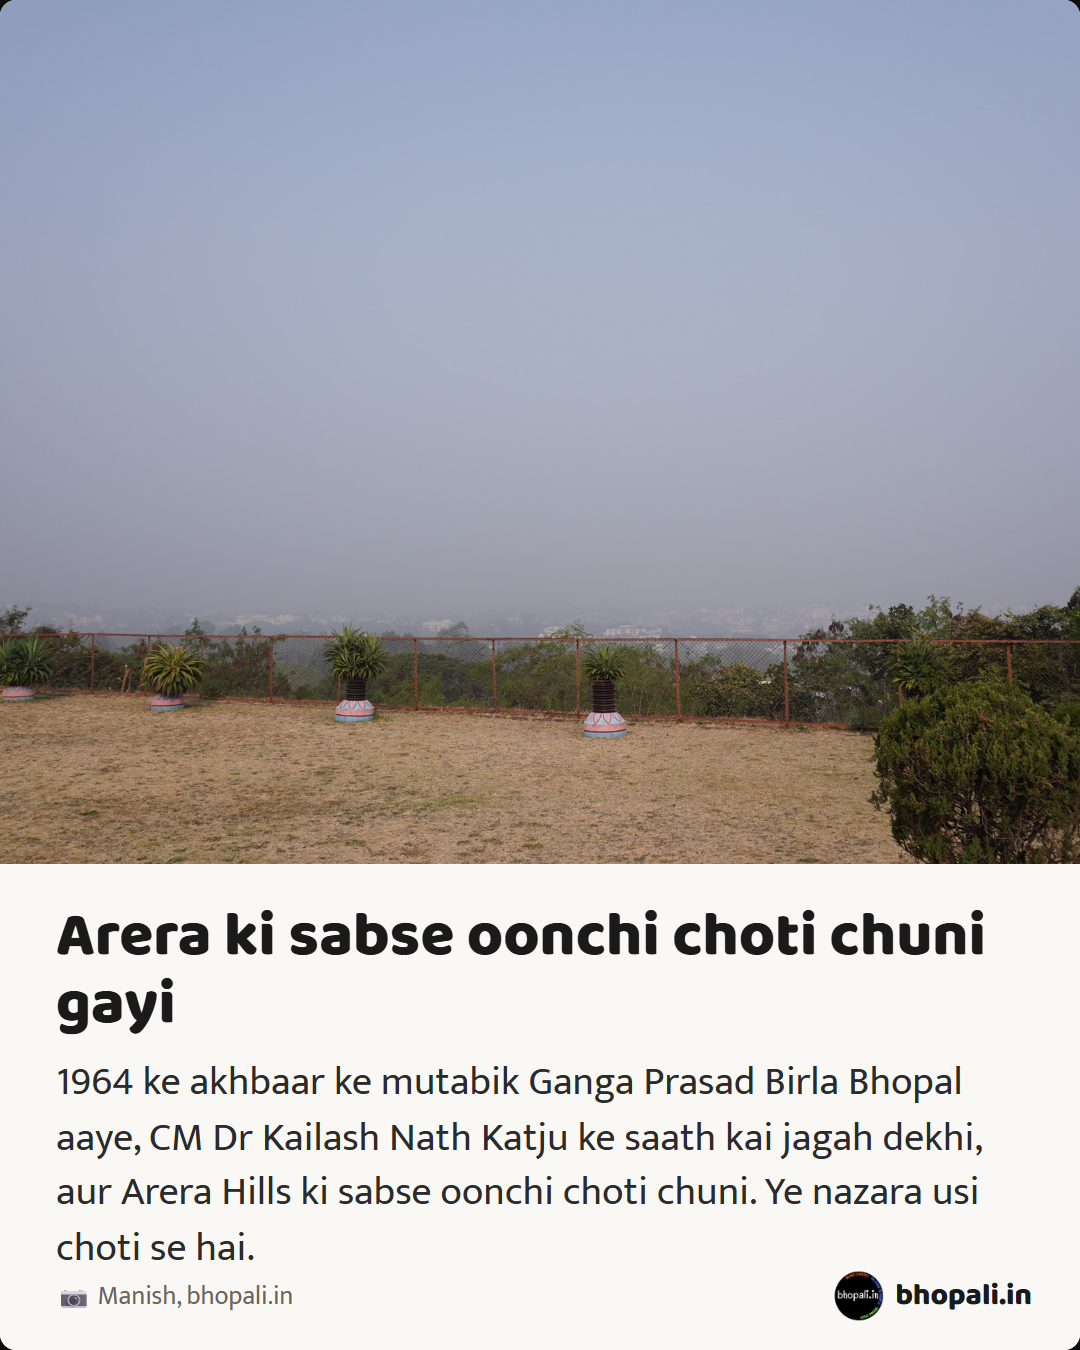 Arera ki sabse oonchi choti chuni
gayi
1964 ke akhbaar ke mutabik Ganga Prasad Birla Bhopal
aaye, CM Dr Kailash Nath Katju ke saath kai jagah dekhi,
aur Arera Hills ki sabse oonchi choti chuni. Ye nazara usi
choti se hai.
Manish, bhopali.in
bhopali.in
bhopali.in